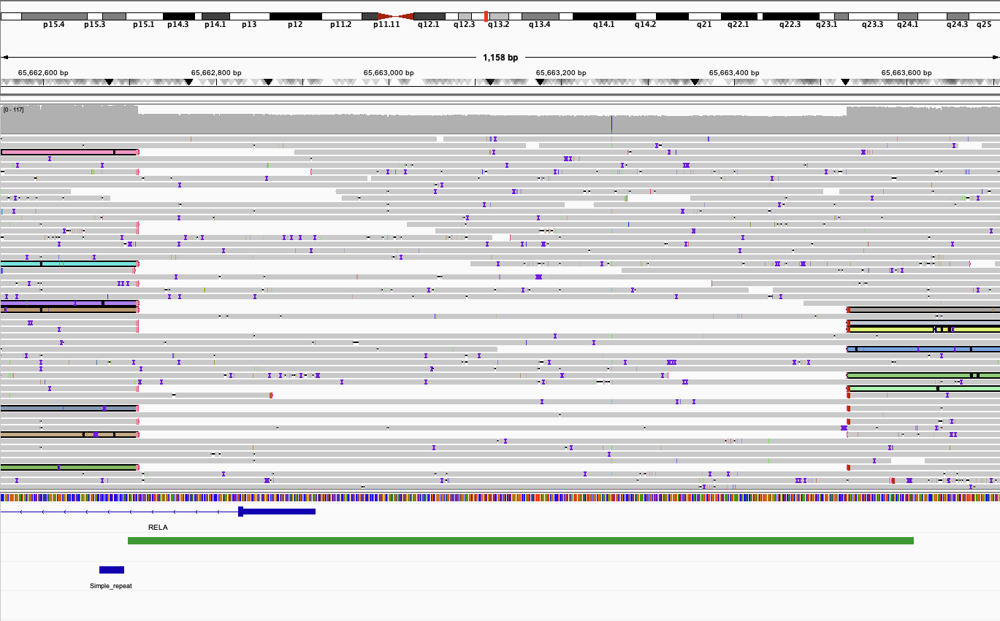 p15.4 p15.3 p15.1 p14.3 p14.1 p13 p12 p11.2 p11.11 q12.1 q12.3 q13.2 q13.4 q14.1 q14.2 q21 q22.1 q22.3 q23.1 q23.3 q24.1 q24.3 q25
1,158 bp
65,662,600 bp 65,662,800 bp 65,663,000 bp 65,663,200 bp 65,663,400 bp 65,663,600 bp
[0 - 117]
RELA
Simple_repeat